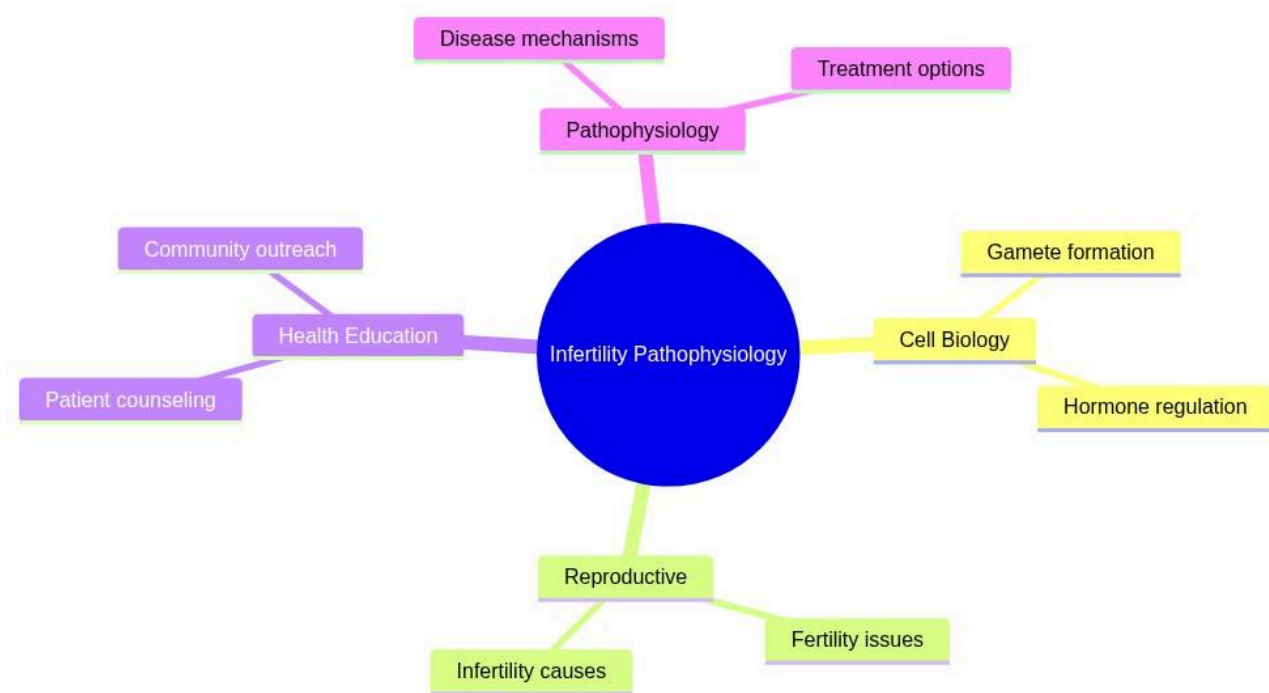 Disease mechanisms
Treatment options
Pathophysiology
Community outreach
Gamete formation
Health Education
Cell Biology
Infertility Pathophysiology
Patient counseling
Hormone regulation
Reproductive
Fertility issues
Infertility causes